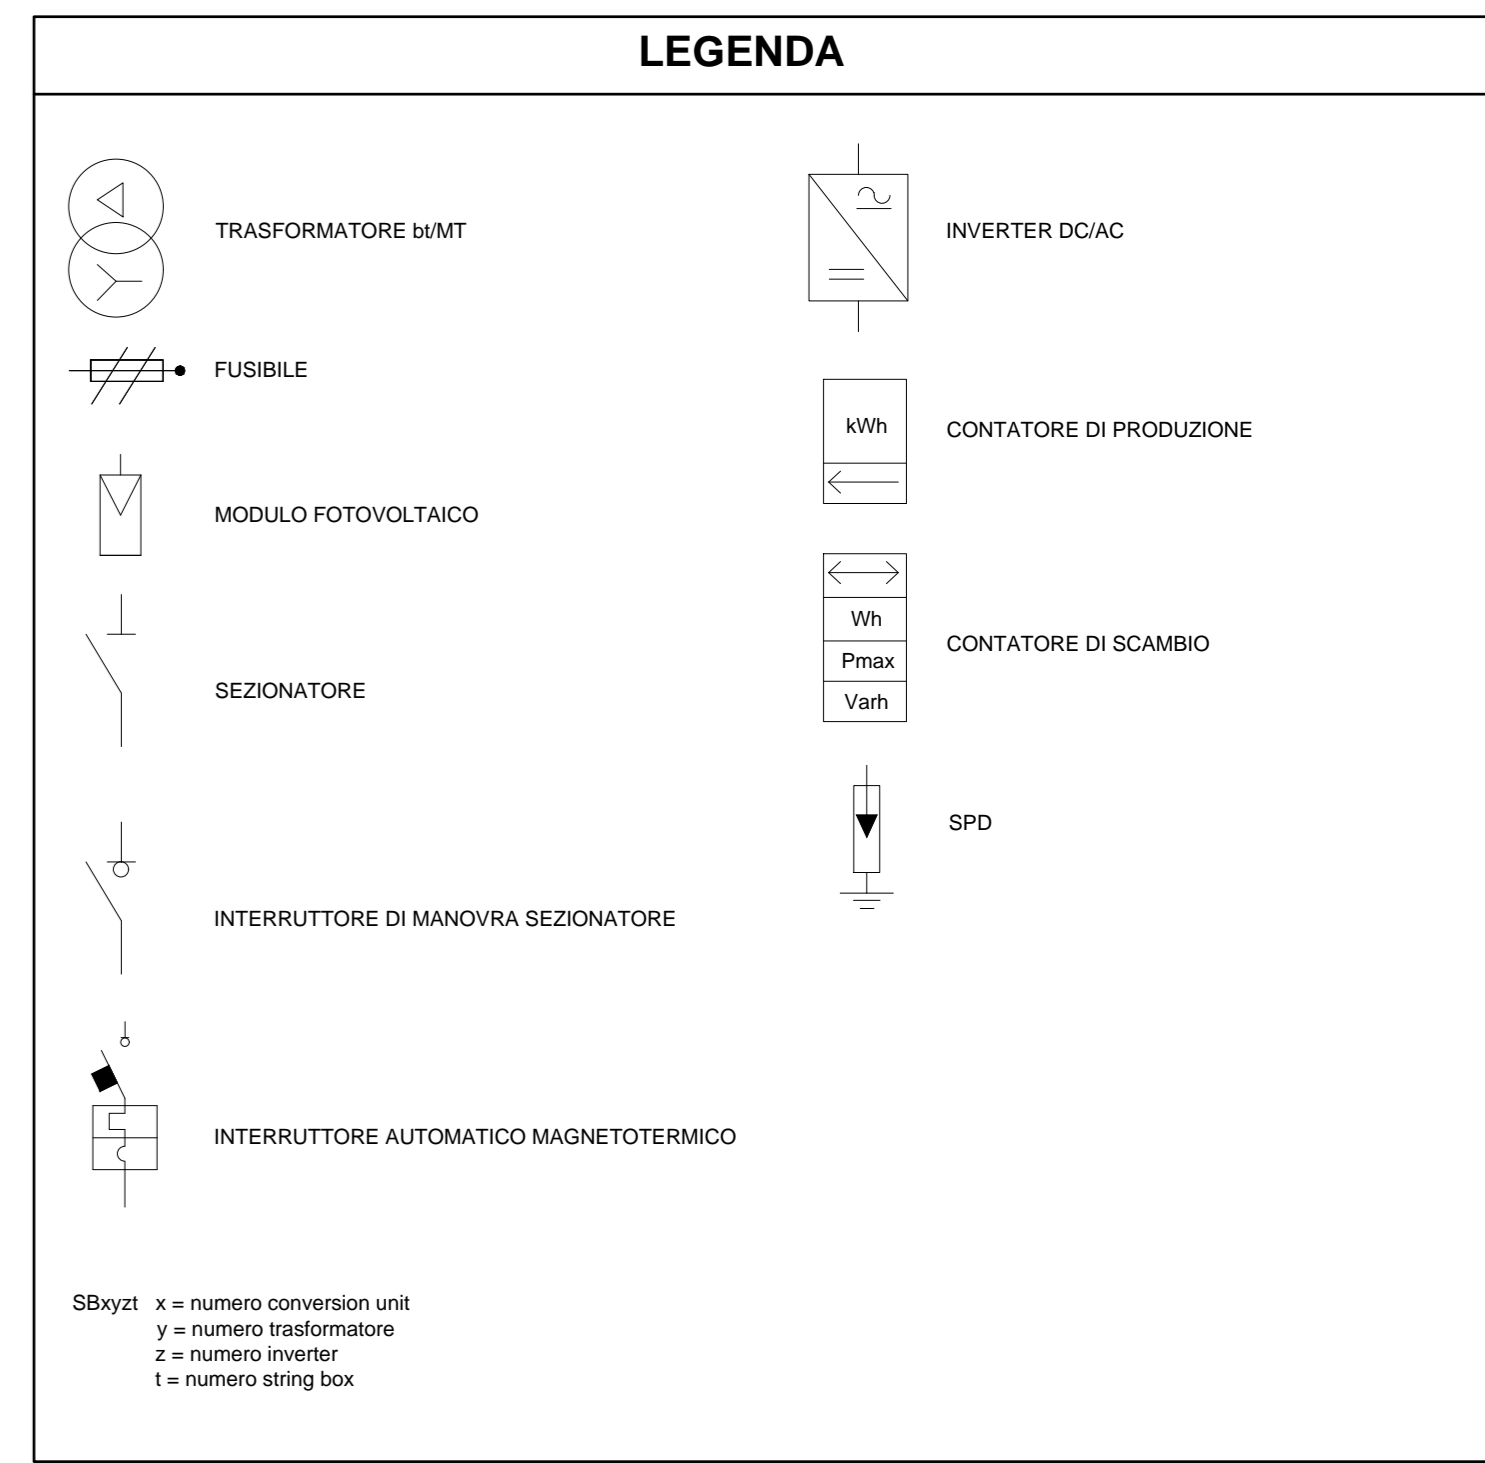 LEGENDA
TRASFORMATORE bt/MT
FUSIBILE
MODULO FOTOVOLTAICO
SEZIONATORE
INTERRUTTORE DI MANOVRA SEZIONATORE
INTERRUTTORE AUTOMATICO MAGNETOTERMICO
SBxyzt x = numero conversion unit
y = numero trasformatore
z = numero inverter
t = numero string box
INVERTER DC/AC
kWh
CONTATORE DI PRODUZIONE
Wh
Pmax
Varh
CONTATORE DI SCAMBIO
SPD